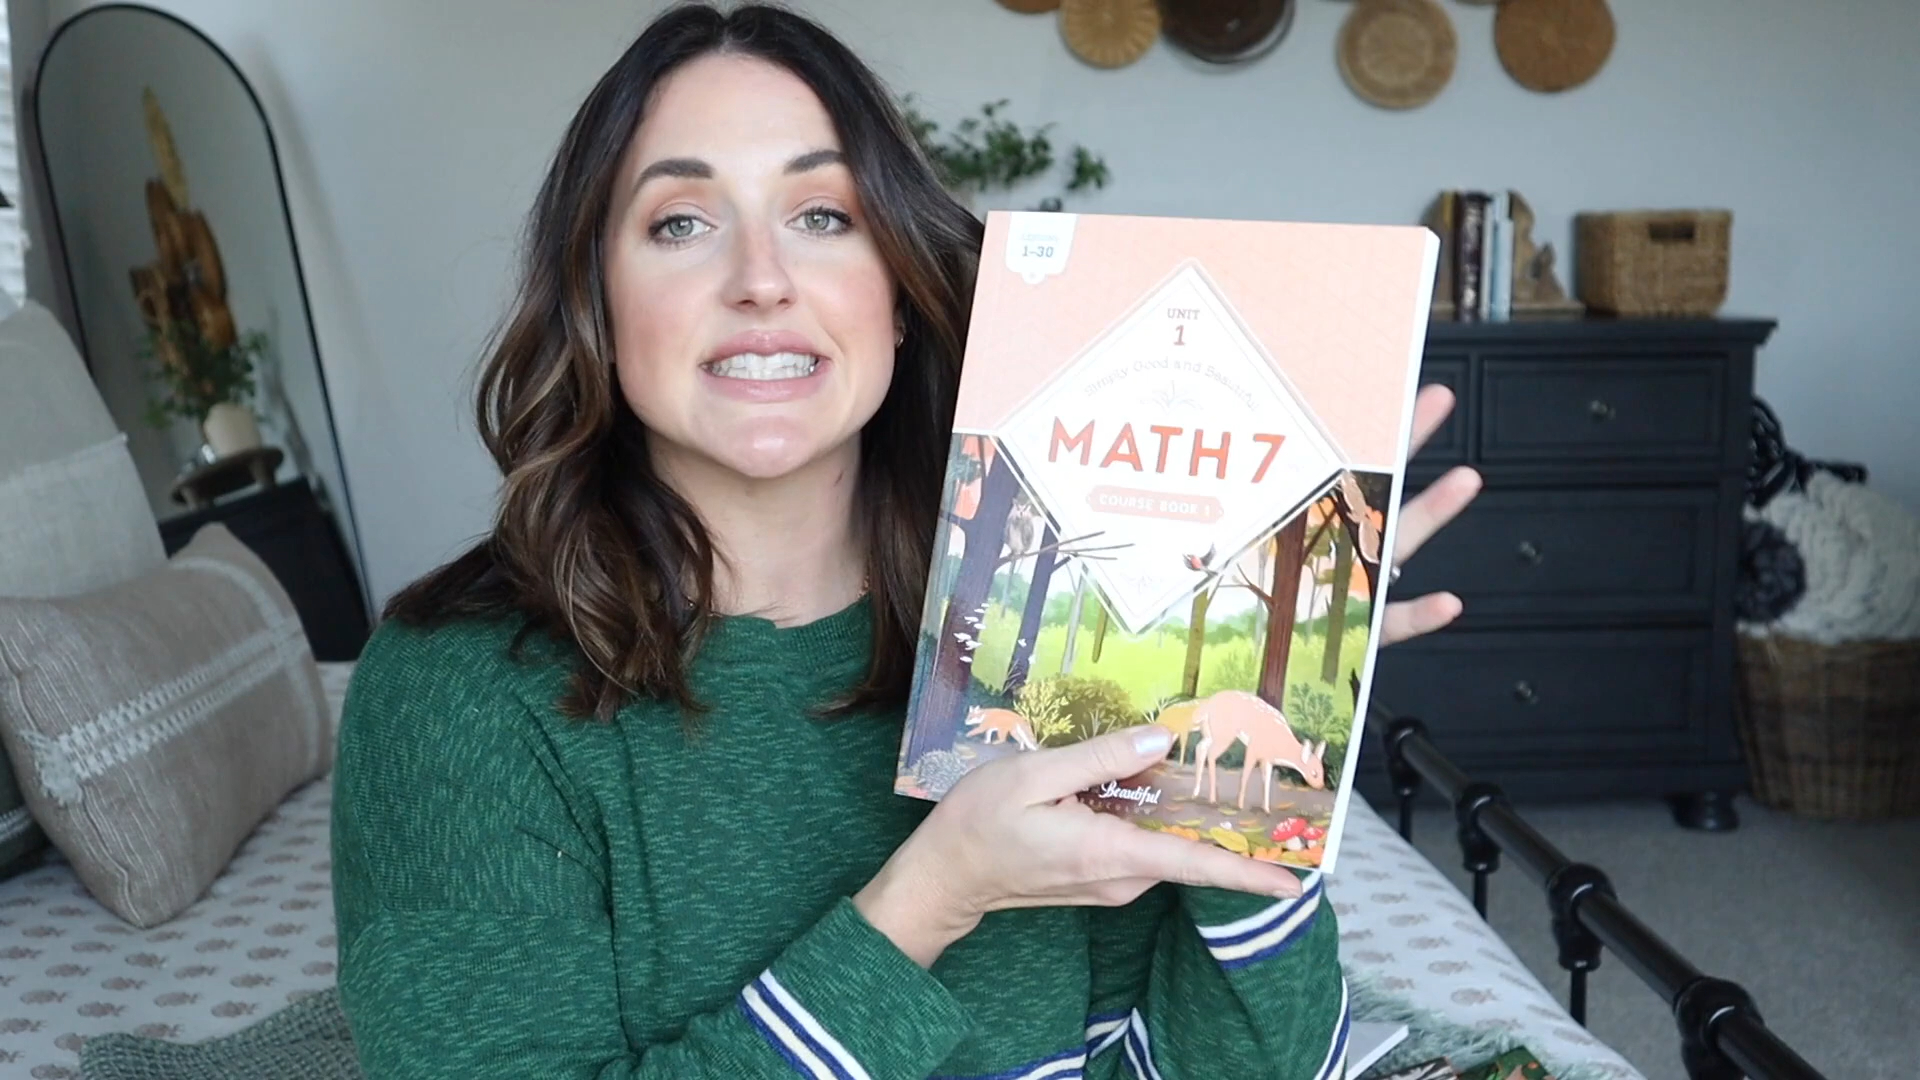 LESSONS
1-30
UNIT
1
Simply Good and Beautiful
MATH 7
COURSE BOOK 1
Beautiful